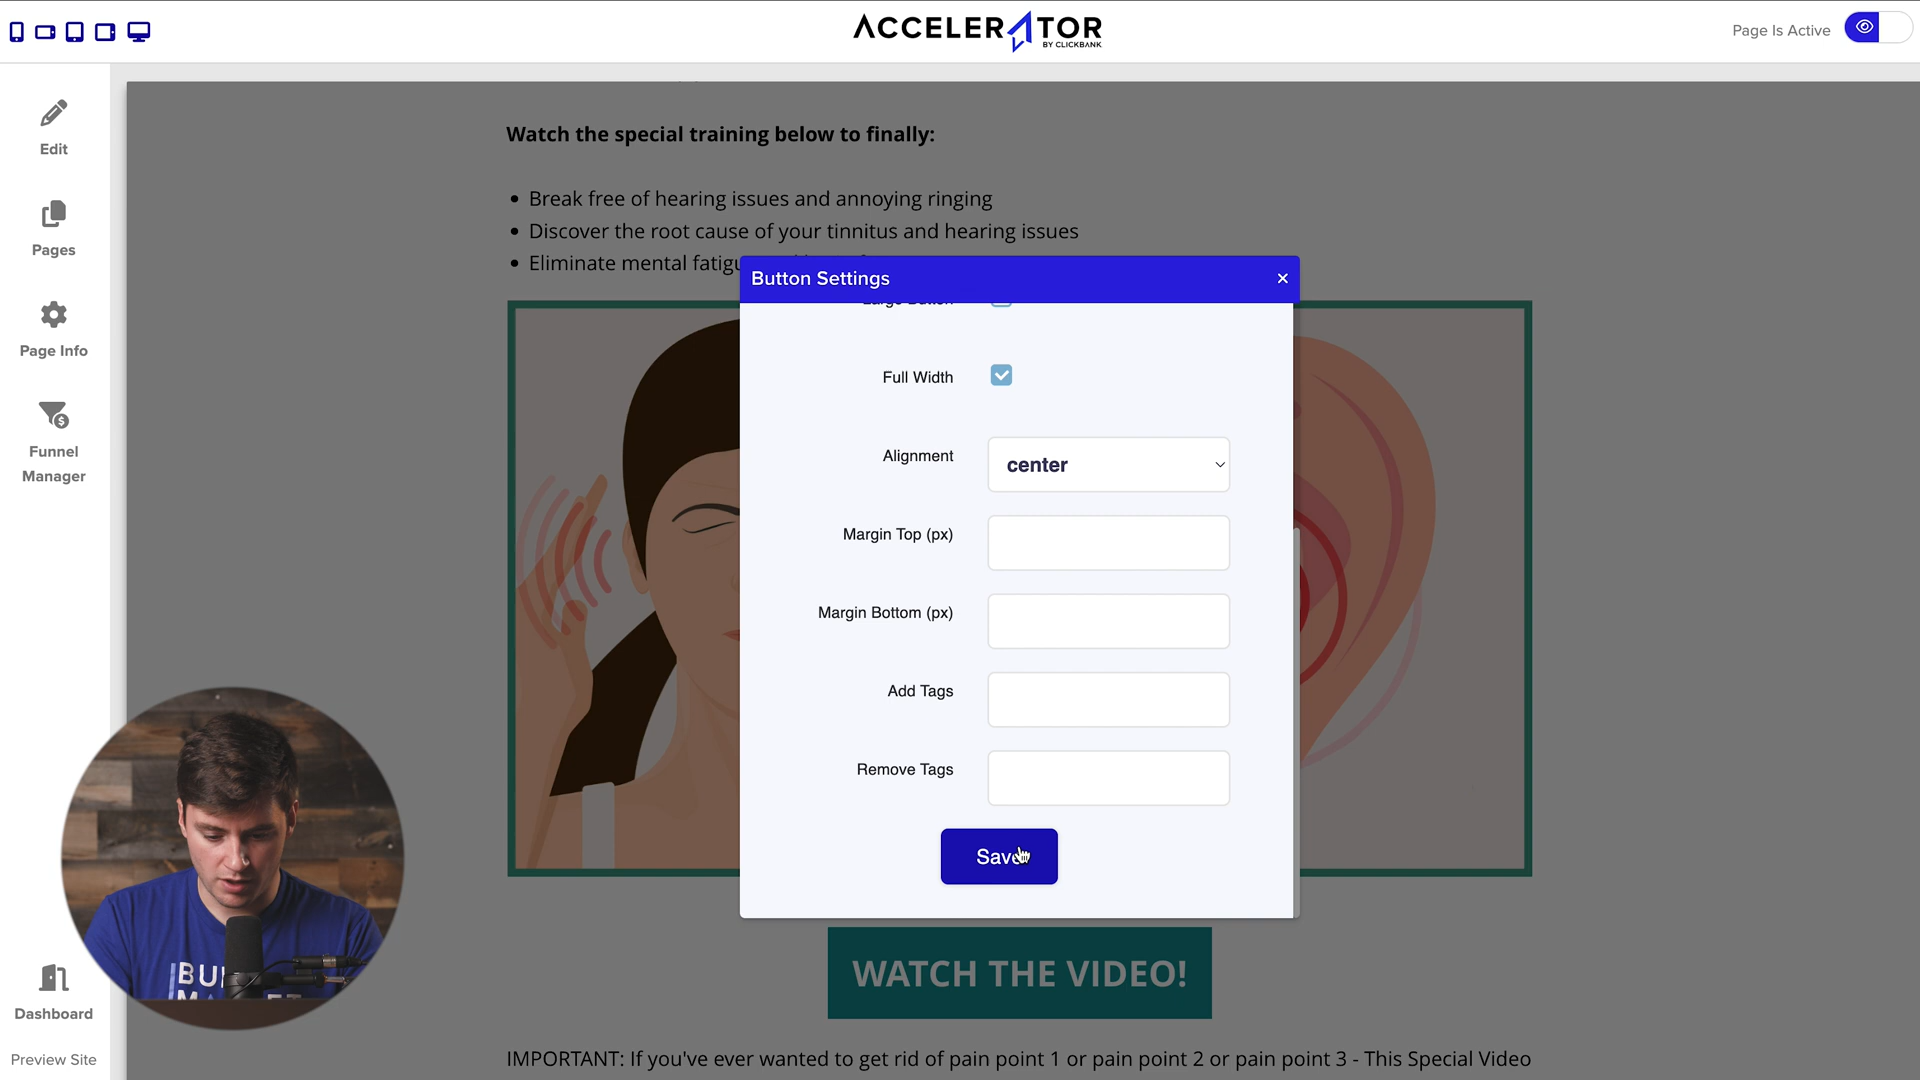 ACCELERATOR
BY CLICKBANK
Page Is Active
Edit
Pages
Page Info
Funnel
Manager
Dashboard
Preview Site
Watch the special training below to finally:
• Break free of hearing issues and annoying ringing
• Discover the root cause of your tinnitus and hearing issues
• Eliminate mental
Button Settings
Large Button
Full Width
Alignment
center
Margin Top (px)
Margin Bottom (px)
Add Tags
Remove Tags
Save
WATCH THE VIDEO!
IMPORTANT: If you've ever wanted to get rid of pain point 1 or pain point 2 or pain point 3 - This Special Video